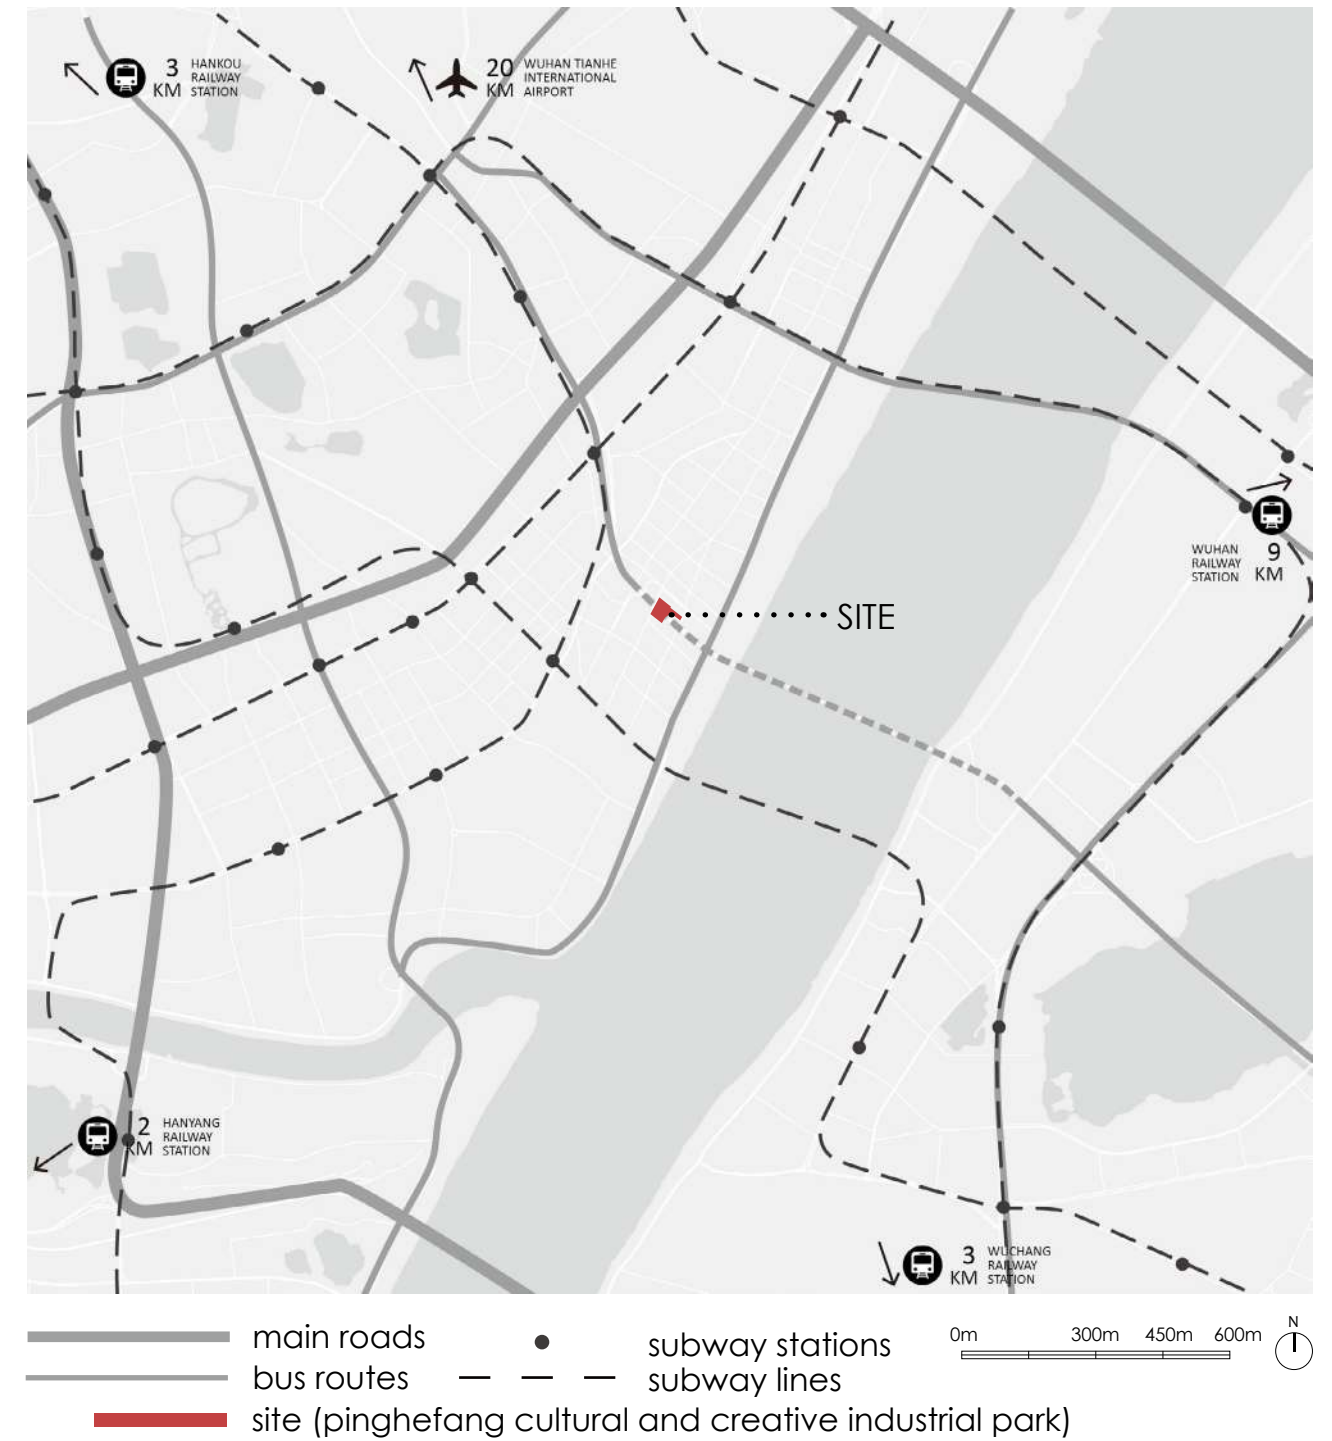 3
KM
HANKOU
RAILWAY
STATION
20
KM
WUHAN TIANHE
INTERNATIONAL
AIRPORT
WUHAN
RAILWAY
STATION
9
KM
SITE
2
KM
HANYANG
RAILWAY
STATION
3
KM
WUCHANG
RAILWAY
STATION
main roads
bus routes
subway stations
subway lines
0m 300m 450m 600m
N
site (pinghefang cultural and creative industrial park)